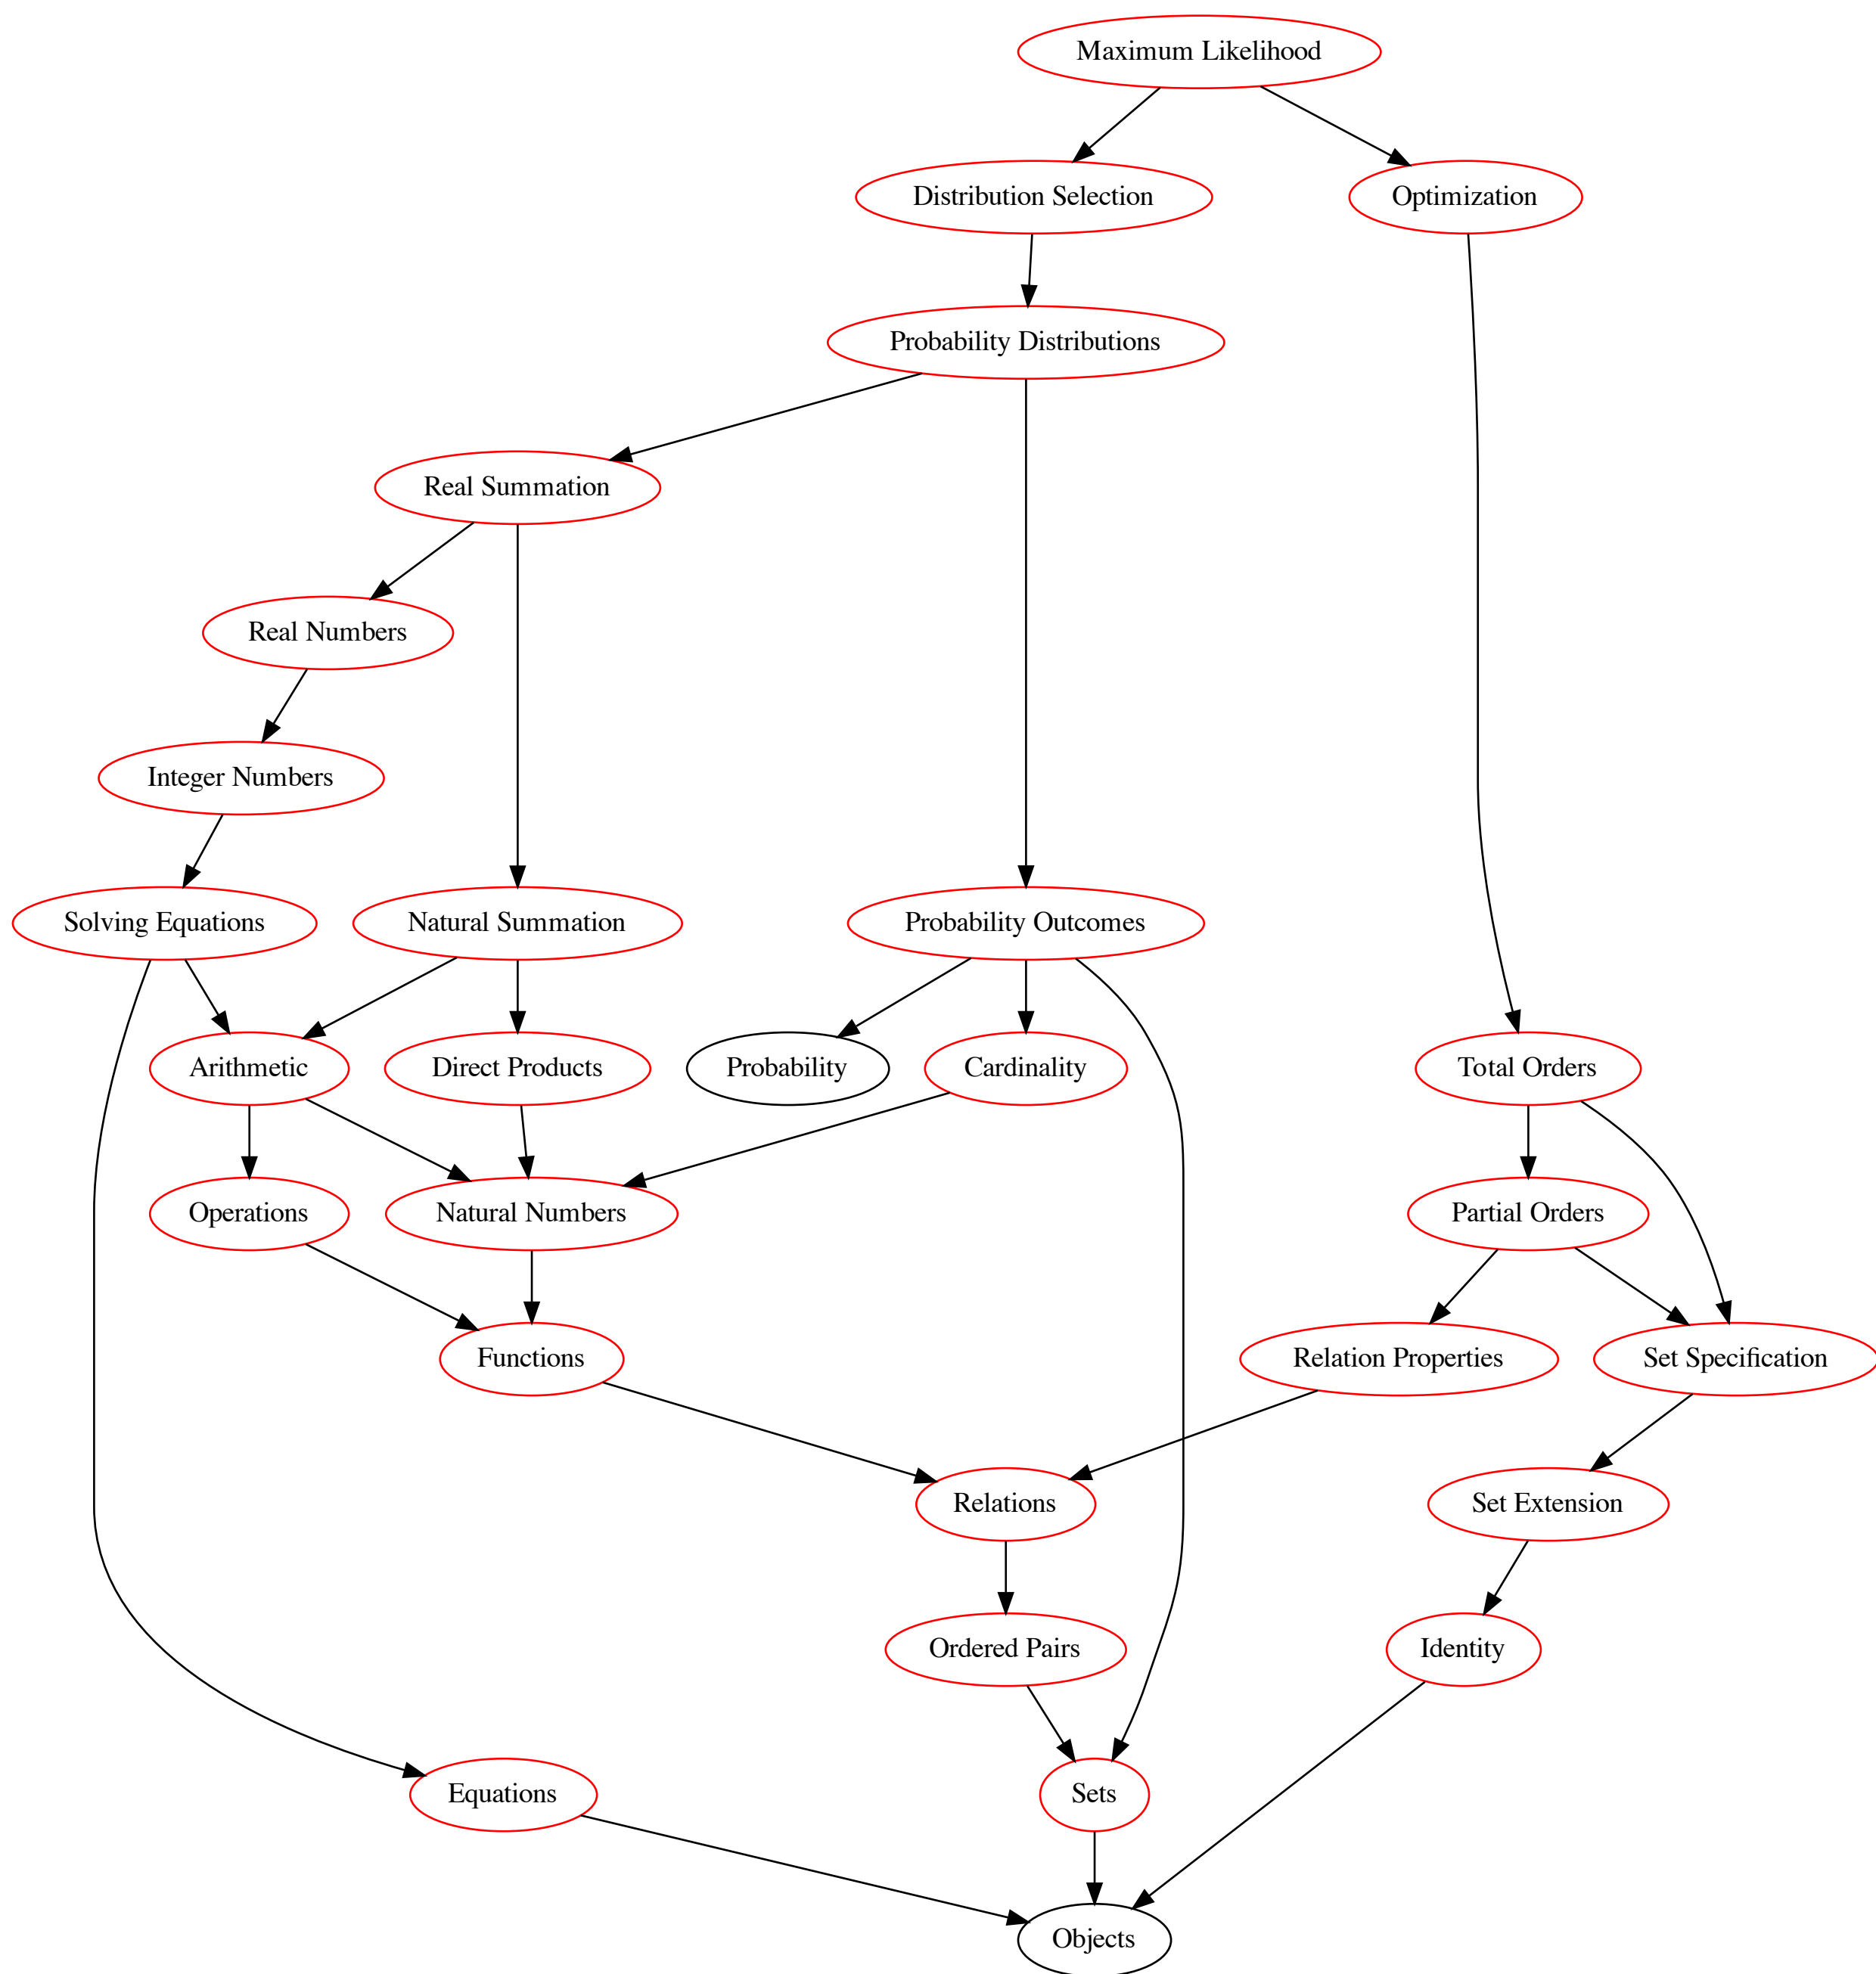 Maximum Likelihood
Distribution Selection
Optimization
Probability Distributions
Real Summation
Real Numbers
Integer Numbers
Solving Equations
Natural Summation
Probability Outcomes
Arithmetic
Direct Products
Probability
Cardinality
Total Orders
Operations
Natural Numbers
Partial Orders
Functions
Relation Properties
Set Specification
Relations
Set Extension
Ordered Pairs
Identity
Equations
Sets
Objects